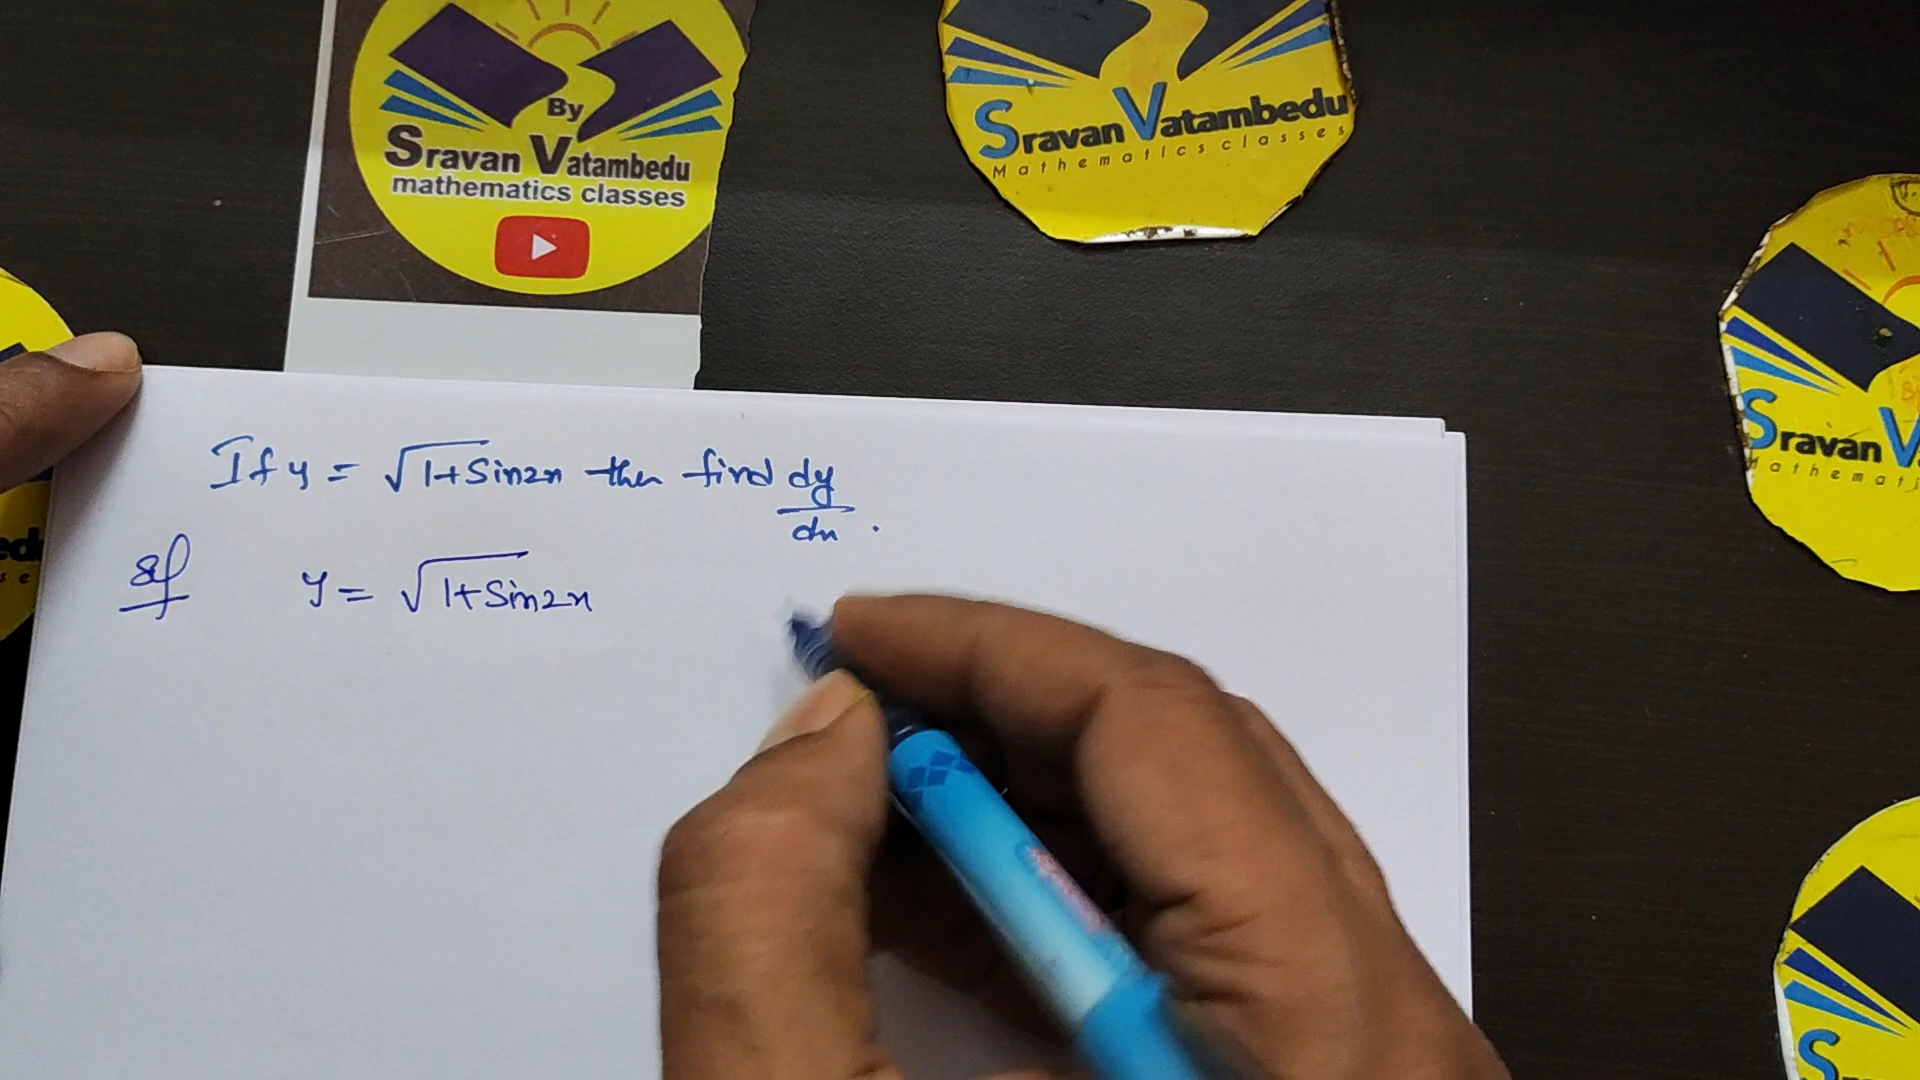 By
Sravan Vatambedu
mathematics classes
Sravan Vatambedu
Mathematics classes
Sravan V
athemati
If y = √1+Sin2x then find dy/dx .
Sol
y = √1+Sin2x
S